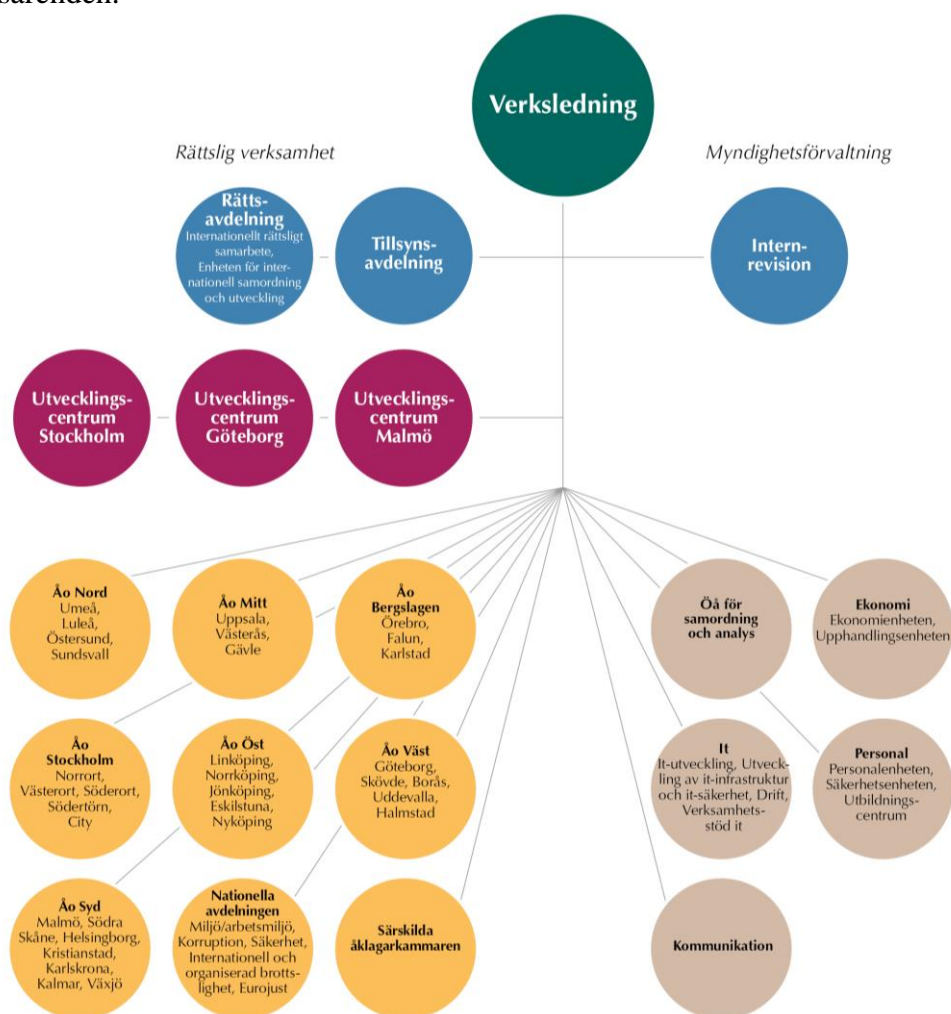 särenden.
Verksledning
Rättslig verksamhet
Myndighetsförvaltning
Rätts-
avdelning
Internationellt rättsligt
samarbete,
Enheten för inter-
nationell samordning
och utveckling
Tillsyns-
avdelning
Intern-
revision
Utvecklings-
centrum
Stockholm
Utvecklings-
centrum
Göteborg
Utvecklings-
centrum
Malmö
Åo Nord
Umeå,
Luleå,
Östersund,
Sundsvall
Åo Mitt
Uppsala,
Västerås,
Gävle
Åo
Bergslagen
Örebro,
Falun,
Karlstad
Öå för
samordning
och analys
Ekonomi
Ekonomienheten,
Upphandlingsenheten
Åo
Stockholm
Norrort,
Västerort, Söderort,
Södertörn,
City
Åo Öst
Linköping,
Norrköping,
Jönköping,
Eskilstuna,
Nyköping
Åo Väst
Göteborg,
Skövde, Borås,
Uddevalla,
Halmstad
It
It-utveckling, Utveck-
ling av it-infrastruktur
och it-säkerhet, Drift,
Verksamhets-
stöd it
Personal
Personalenheten,
Säkerhetsenheten,
Utbildnings-
centrum
Åo Syd
Malmö, Södra
Skåne, Helsingborg,
Kristianstad,
Karlskrona,
Kalmar, Växjö
Nationella
avdelningen
Miljö/arbetsmiljö,
Korruption, Säkerhet,
Internationell och
organiserad brotts-
lighet, Eurojust
Särskilda
åklagarkammaren
Kommunikation